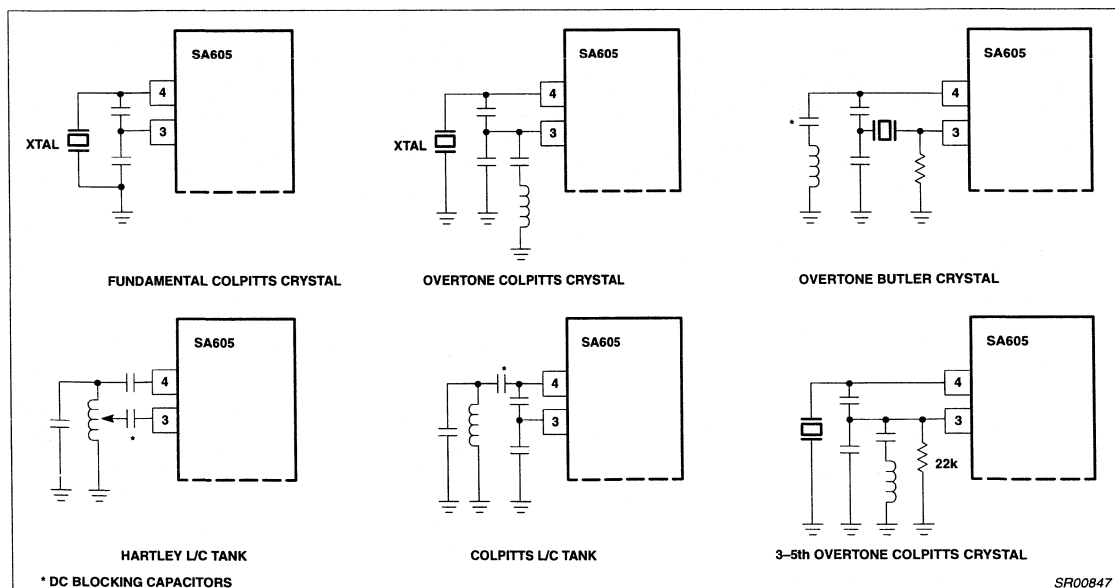 SA605
4
3
XTAL
FUNDAMENTAL COLPITTS CRYSTAL
SA605
4
3
XTAL
OVERTONE COLPITTS CRYSTAL
SA605
4
3
*
OVERTONE BUTLER CRYSTAL
SA605
4
3
*
HARTLEY L/C TANK
SA605
*
4
3
COLPITTS L/C TANK
SA605
4
3
22k
3–5th OVERTONE COLPITTS CRYSTAL
* DC BLOCKING CAPACITORS
SR00847